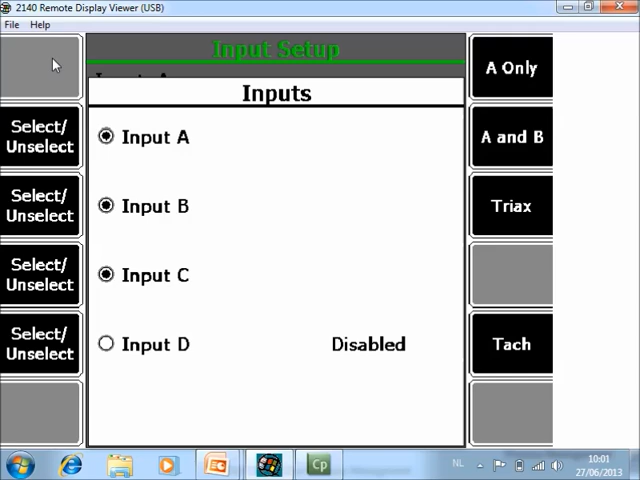 2140 Remote Display Viewer (USB)
File Help
Input Setup
Inputs
A Only
Select/
Unselect
Input A
A and B
Select/
Unselect
Input B
Triax
Select/
Unselect
Input C
Select/
Unselect
Input D
Disabled
Tach
Cp
NL
10:01
27/06/2013